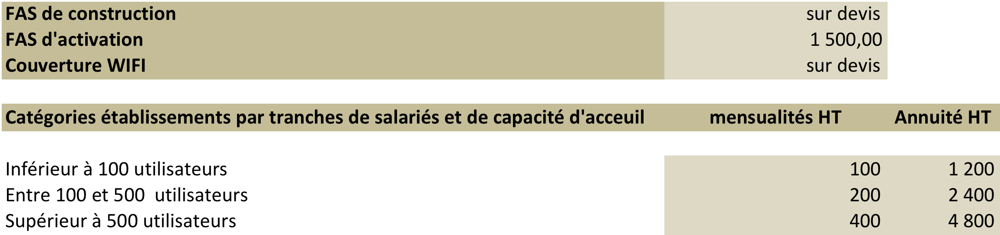 FAS de construction sur devis
FAS d'activation 1 500,00
Couverture WIFI sur devis
Catégories établissements par tranches de salariés et de capacité d'acceuil mensualités HT Annuité HT
Inférieur à 100 utilisateurs 100 1 200
Entre 100 et 500  utilisateurs 200 2 400
Supérieur à 500 utilisateurs 400 4 800